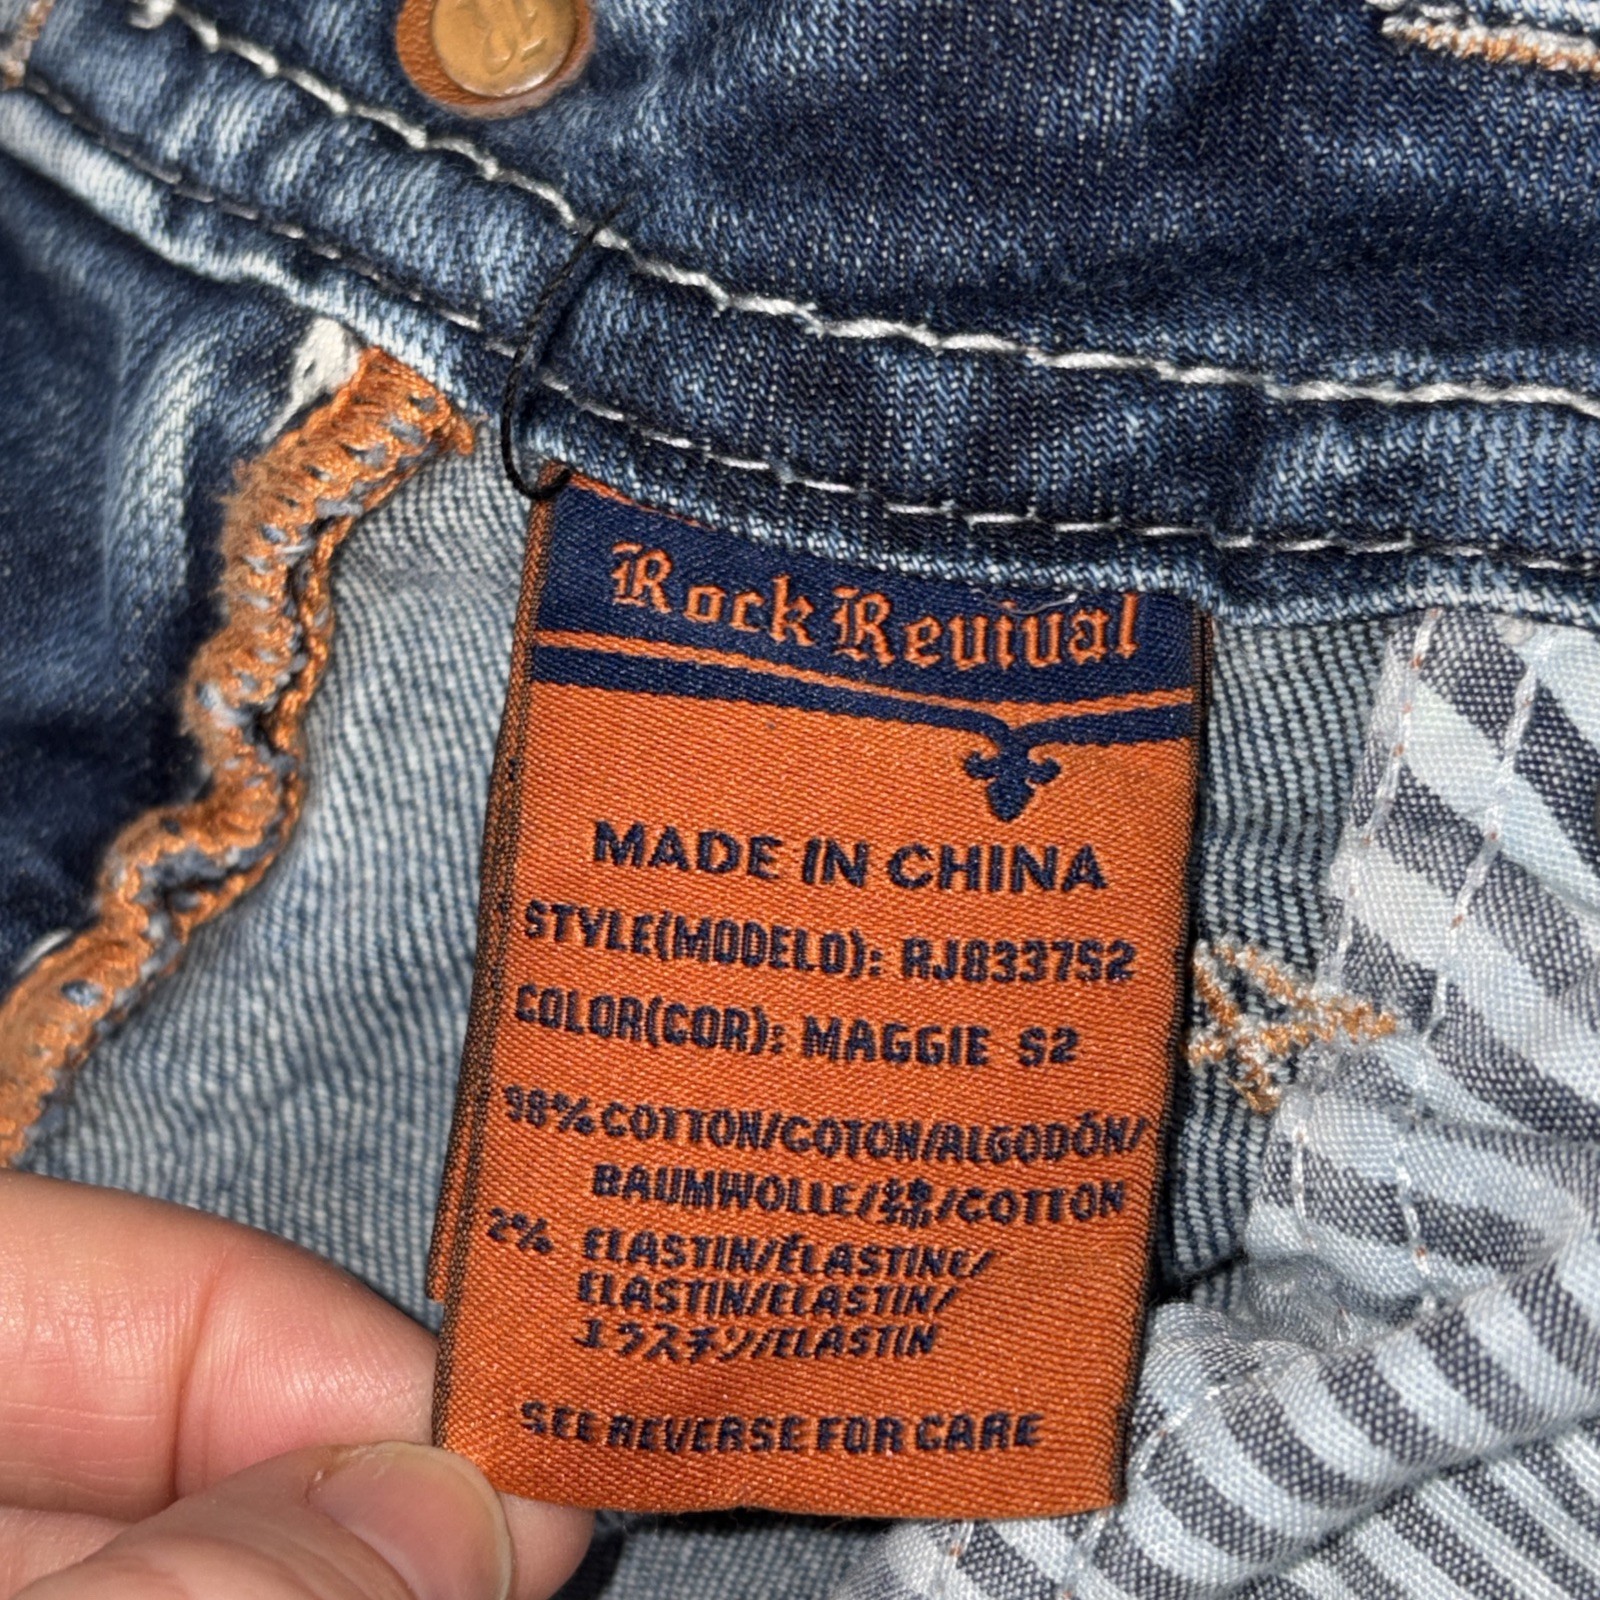 Rock Revival
MADE IN CHINA
STYLE(MODELO): RJ8337S2
COLOR(COR): MAGGIE S2
98% COTTON/COTON/ALGODÓN/
BAUMWOLLE/綿/COTTON
2% ELASTIN/ÉLASTINE/
ELASTIN/ELASTIN/
エラスチン/ELASTIN
SEE REVERSE FOR CARE